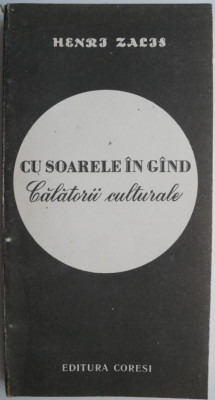 HENRI ZALIS
CU SOARELE ÎN GÎND
Călătorii culturale
EDITURA CORESI